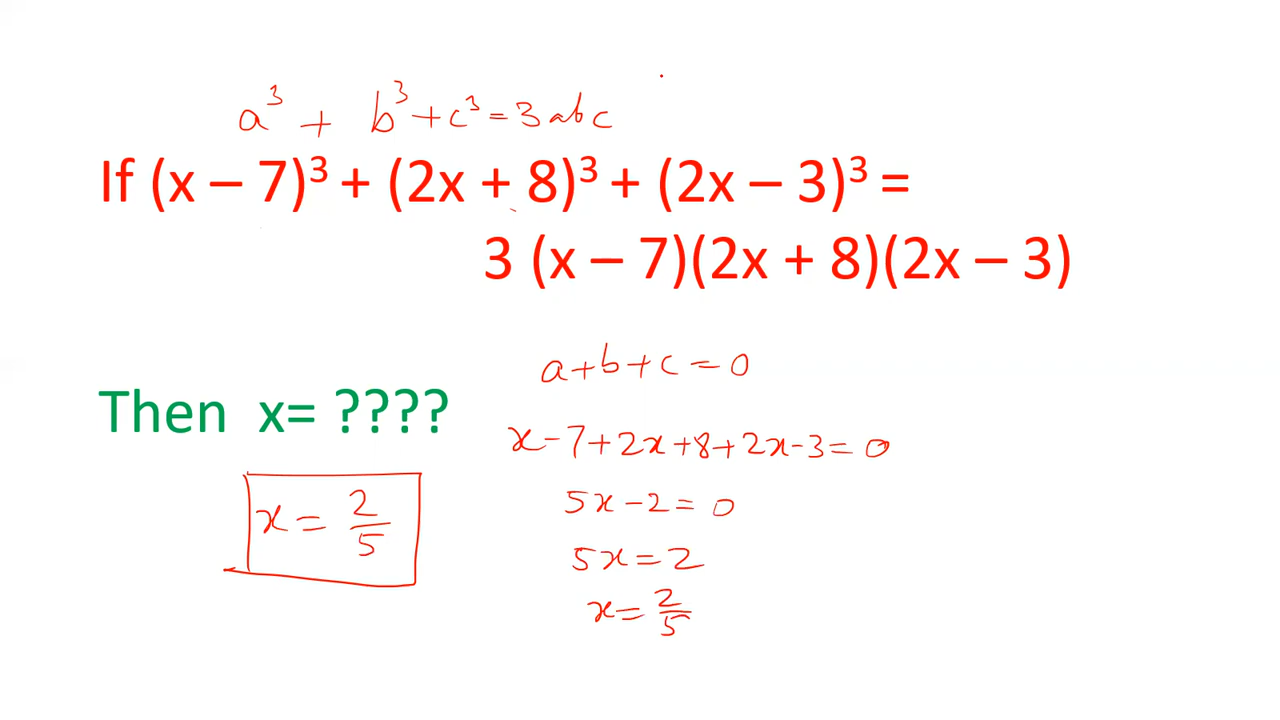 a³ + b³ + c³ = 3abc
If (x – 7)³ + (2x + 8)³ + (2x – 3)³ =
3 (x – 7)(2x + 8)(2x – 3)
a+b+c = 0
Then x= ????
x-7+2x+8+2x-3=0
5x-2=0
x = 2/5
5x=2
x=2/5